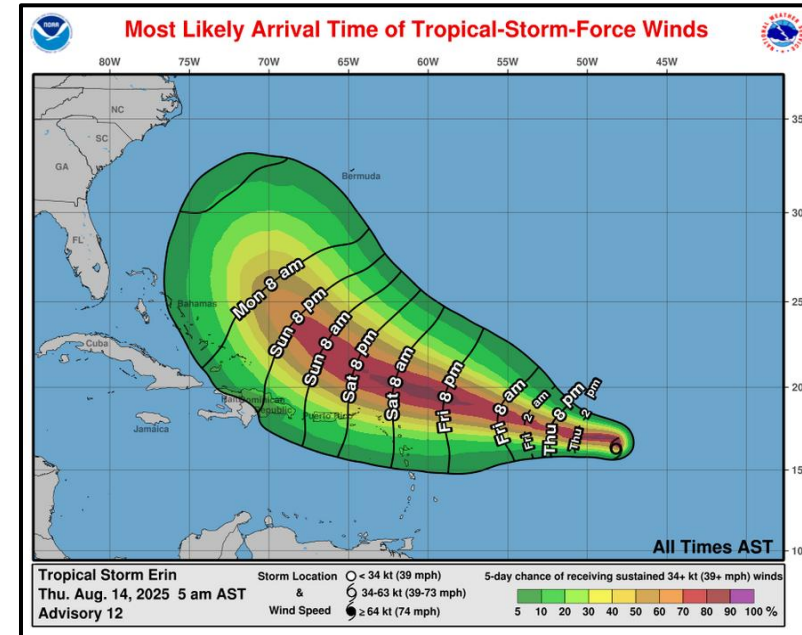 NOAA
Most Likely Arrival Time of Tropical-Storm-Force Winds
80W 75W 70W 65W 60W 55W 50W 45W
NC
35
SC
GA
Bermuda
30
FL
Mon 8 am
Sun 8 pm
Sun 8 am
Sat 8 pm
Sat 8 am
Fri 8 pm
Fri 8 am
Fri 2 am
Thu 8 pm
Thu 2 pm
25
Bahamas
Cuba
20
Haiti
Dominican
Republic
Puerto Rico
Jamaica
15
All Times AST
10
Tropical Storm Erin
Thu. Aug. 14, 2025 5 am AST
Advisory 12
Storm Location
&
Wind Speed
< 34 kt (39 mph)
34-63 kt (39-73 mph)
≥ 64 kt (74 mph)
5-day chance of receiving sustained 34+ kt (39+ mph) winds
5 10 20 30 40 50 60 70 80 90 100 %